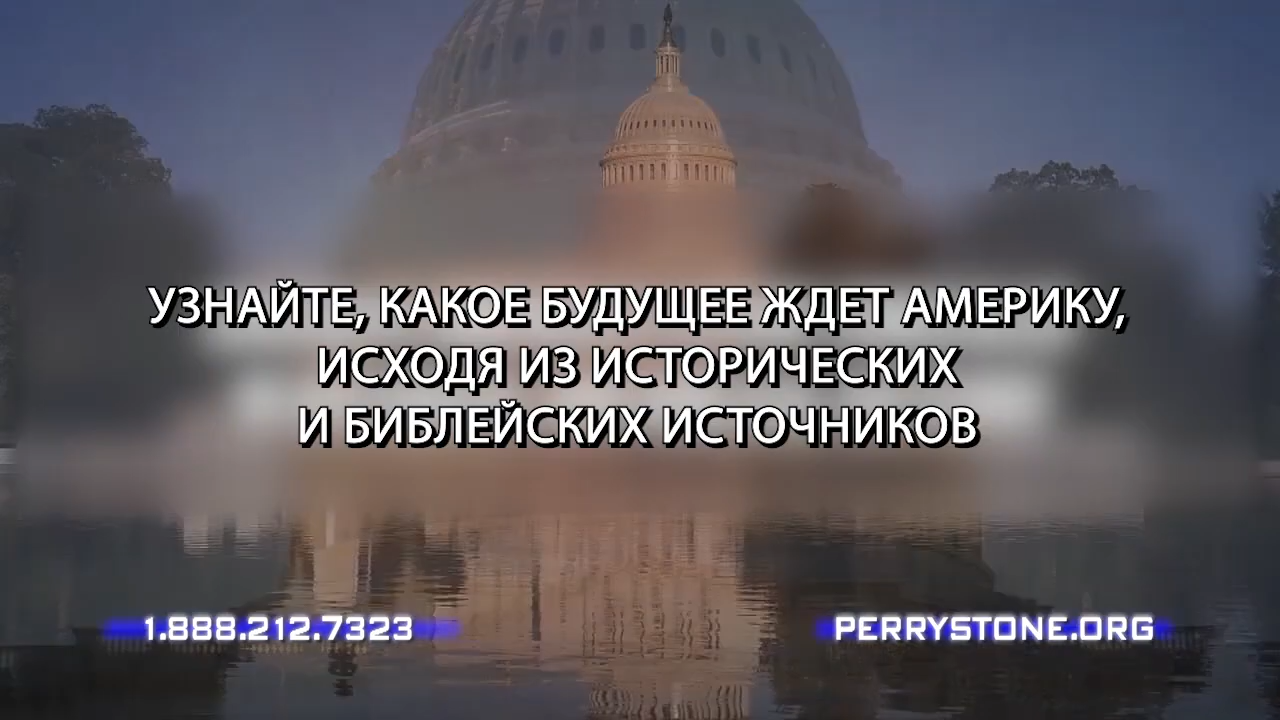 УЗНАЙТЕ, КАКОЕ БУДУЩЕЕ ЖДЕТ АМЕРИКУ,
ИСХОДЯ ИЗ ИСТОРИЧЕСКИХ
И БИБЛЕЙСКИХ ИСТОЧНИКОВ
1.888.212.7323
PERRYSTONE.ORG